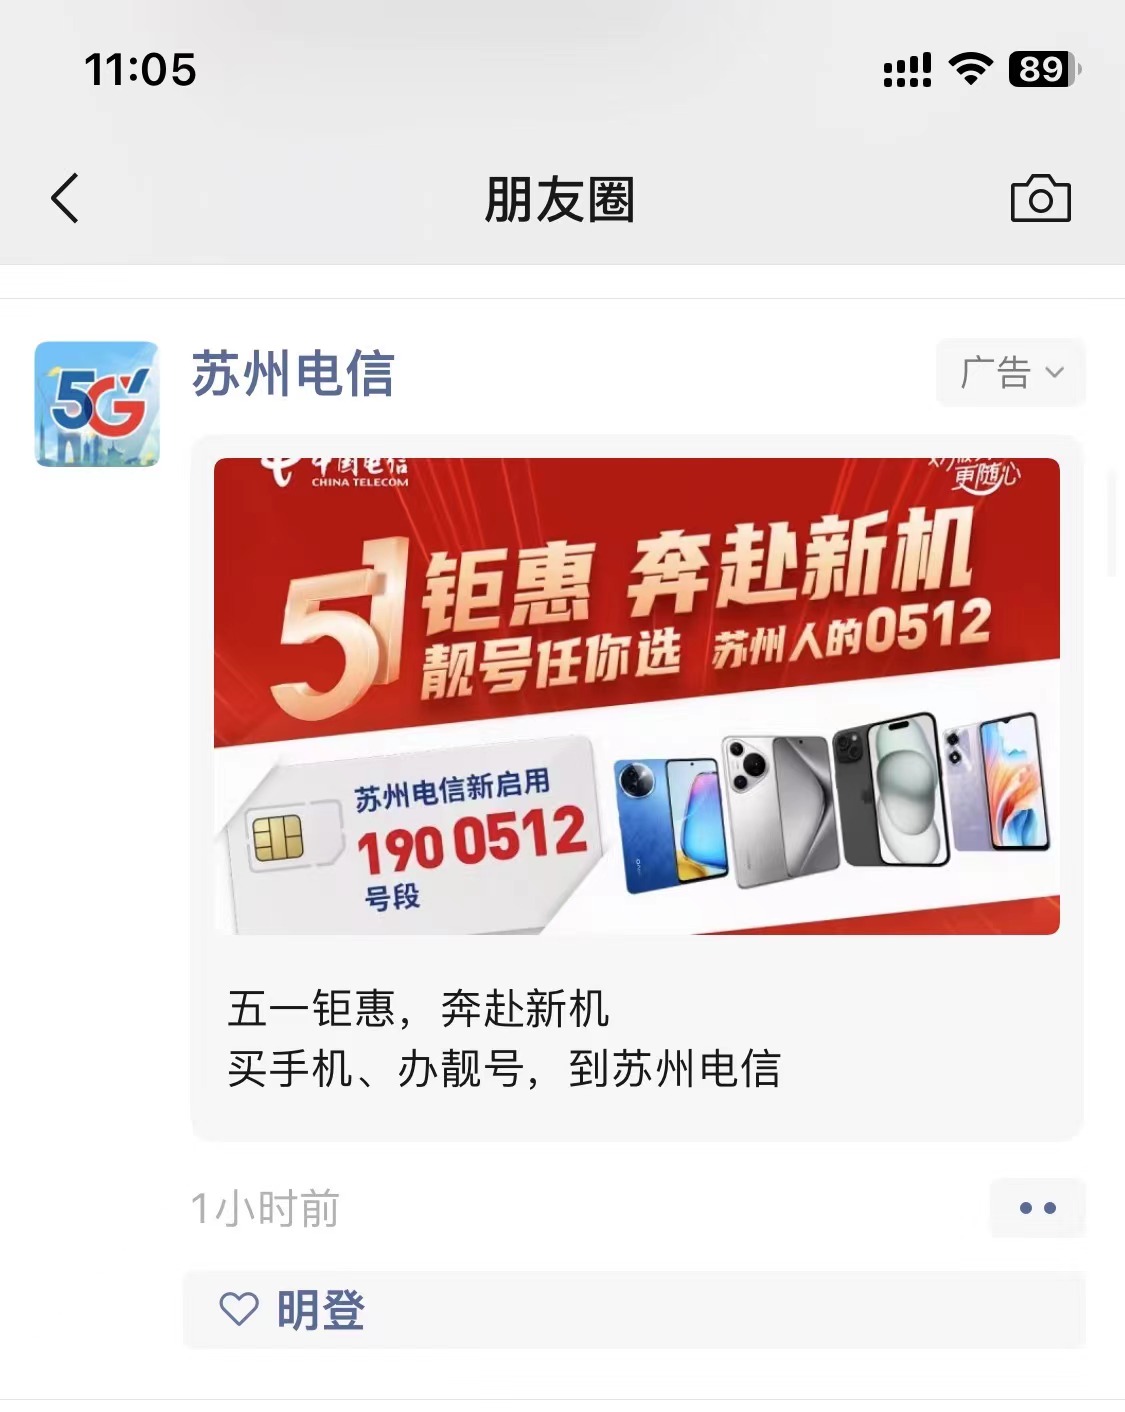 11:05
89
朋友圈
5G
苏州电信
广告
中国电信
CHINA TELECOM
更随心
51
钜惠 奔赴新机
靓号任你选 苏州人的0512
苏州电信新启用
190 0512
号段
五一钜惠，奔赴新机
买手机、办靓号，到苏州电信
1小时前
明登